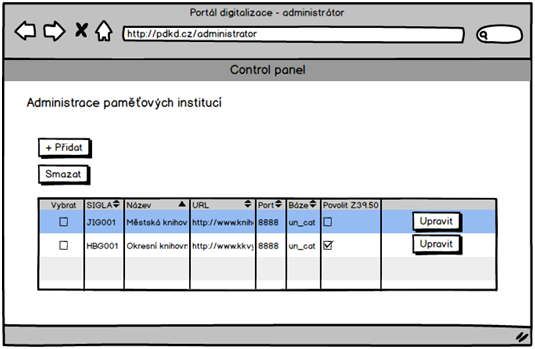 Portál digitalizace - administrátor
http://pdkd.cz/administrator
Control panel
Administrace paměťových institucí
+ Přidat
Smazat
Vybrat SIGLA Název URL Port Báze Povolit Z39.50
JIG001 Městská knihov http://www.knih 8888 un_cat Upravit
HBG001 Okresní knihovn http://www.kkvy 8888 un_cat Upravit